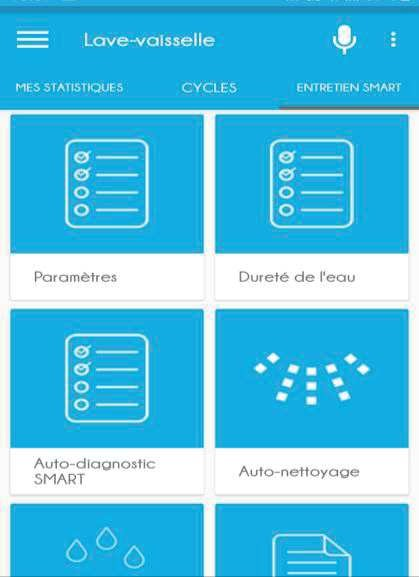 Lave-vaisselle
MES STATISTIQUES CYCLES ENTRETIEN SMART
Paramètres
Dureté de l'eau
Auto-diagnostic
SMART
Auto-nettoyage